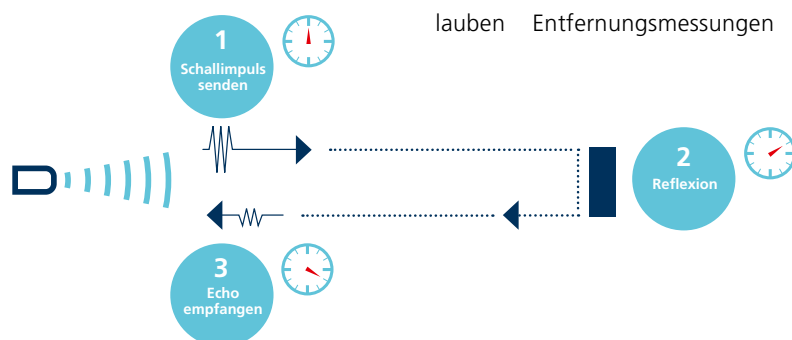 lauben Entfernungsmessungen
1
Schallimpuls
senden
2
Reflexion
3
Echo
empfangen